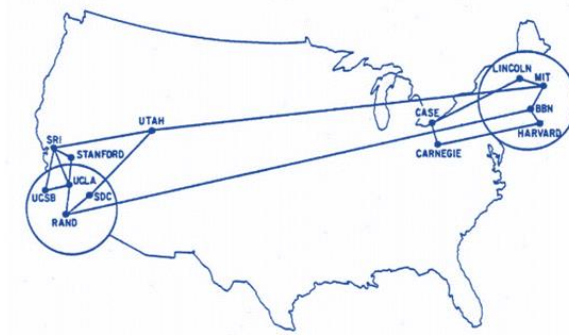 LINCOLN
MIT
CASE
BBN
UTAH
HARVARD
SRI
STANFORD
CARNEGIE
UCLA
UCSB
SDC
RAND